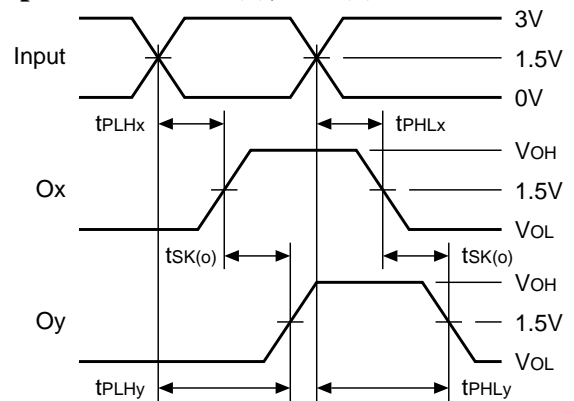 3V
Input
1.5V
0V
tPLHx
tPHLx
VOH
Ox
1.5V
VOL
tSK(o)
tSK(o)
VOH
Oy
1.5V
VOL
tPLHy
tPHLy